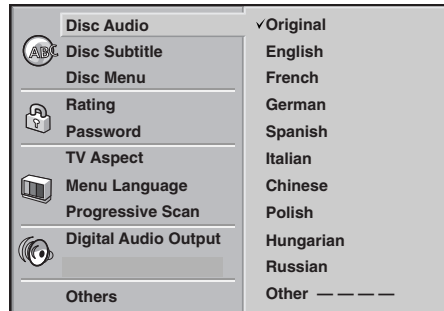 Disc Audio
Disc Subtitle
Disc Menu
Rating
Password
TV Aspect
Menu Language
Progressive Scan
Digital Audio Output
Others
✓Original
English
French
German
Spanish
Italian
Chinese
Polish
Hungarian
Russian
Other — — — —
ABC